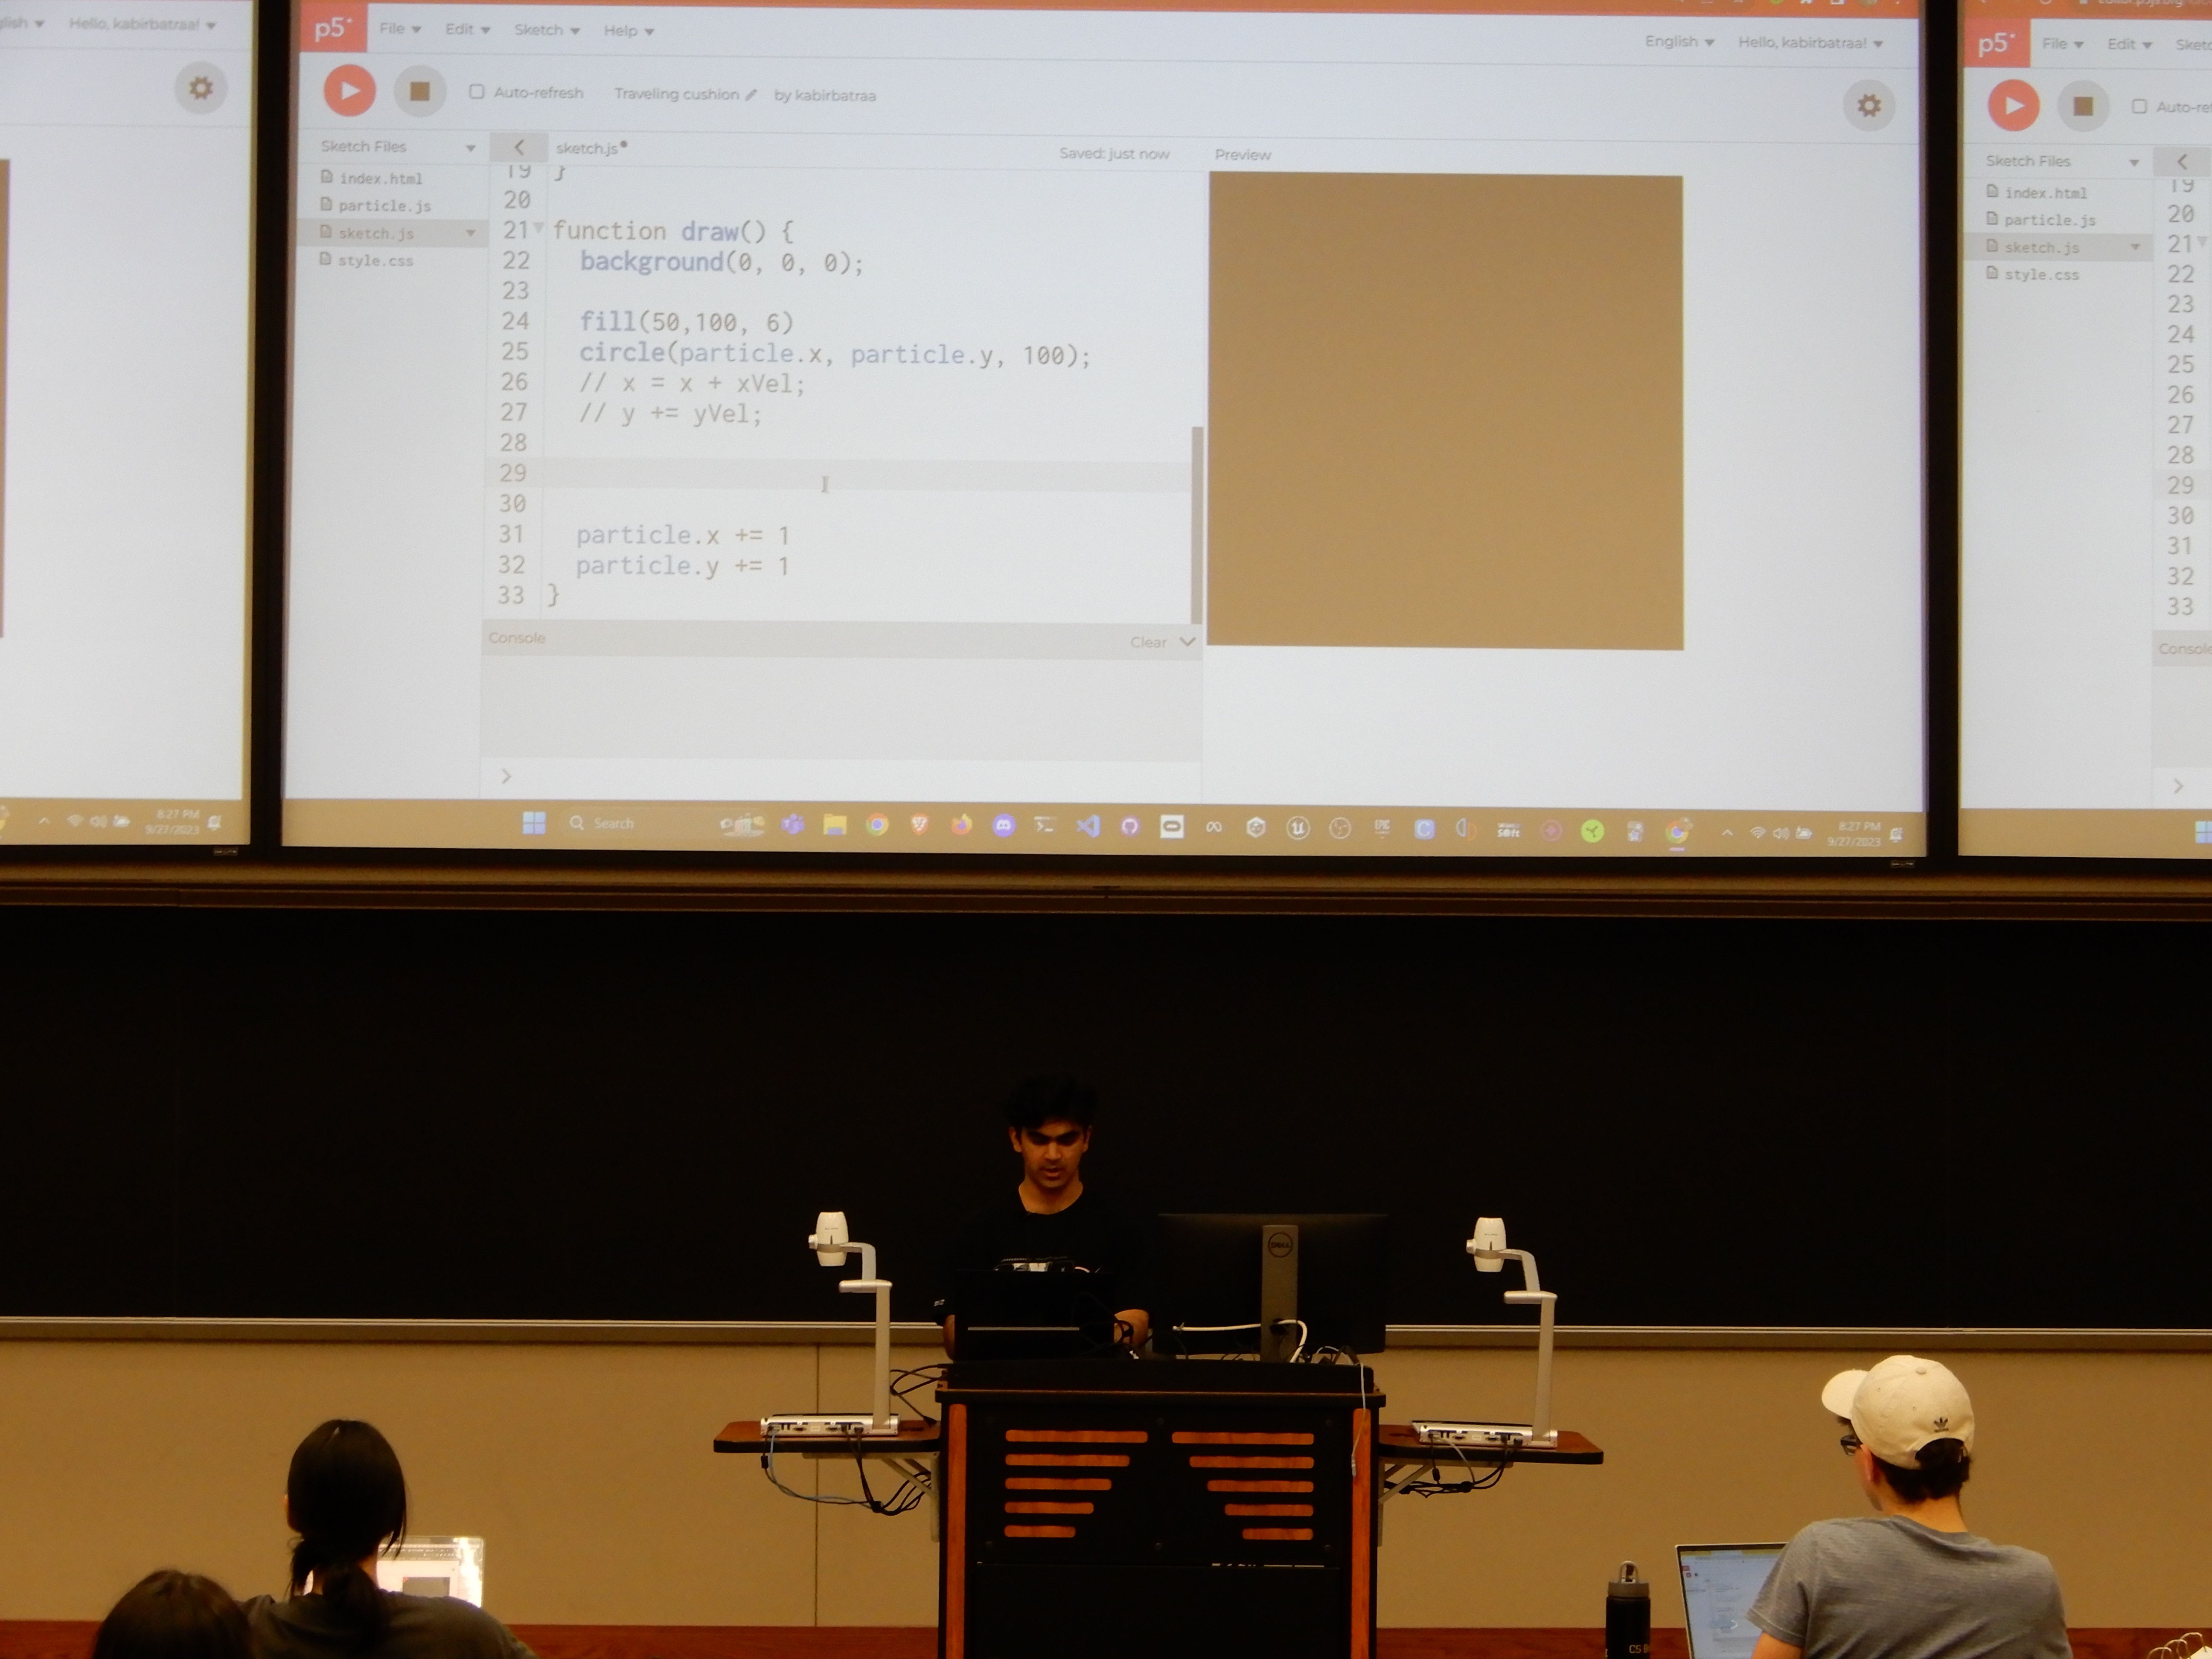 glish Hello, kabirbatraa!
8:27 PM
9/27/2023
p5*
File Edit Sketch Help
English Hello, kabirbatraa!
Auto-refresh Traveling cushion by kabirbatraa
Sketch Files
index.html
particle.js
sketch.js
style.css
sketch.js
Saved: just now
Preview
19 }
20
21 function draw() {
22 background(0, 0, 0);
23
24 fill(50,100, 6)
25 circle(particle.x, particle.y, 100);
26 // x = x + xVel;
27 // y += yVel;
28
29
30
31 particle.x += 1
32 particle.y += 1
33 }
Console
Clear
>
Search
EPIC
8:27 PM
9/27/2023
p5*
File Edit Sketc
Auto-ref
Sketch Files
index.html
particle.js
sketch.js
style.css
19
20
21
22
23
24
25
26
27
28
29
30
31
32
33
Console
>
DELL
CS